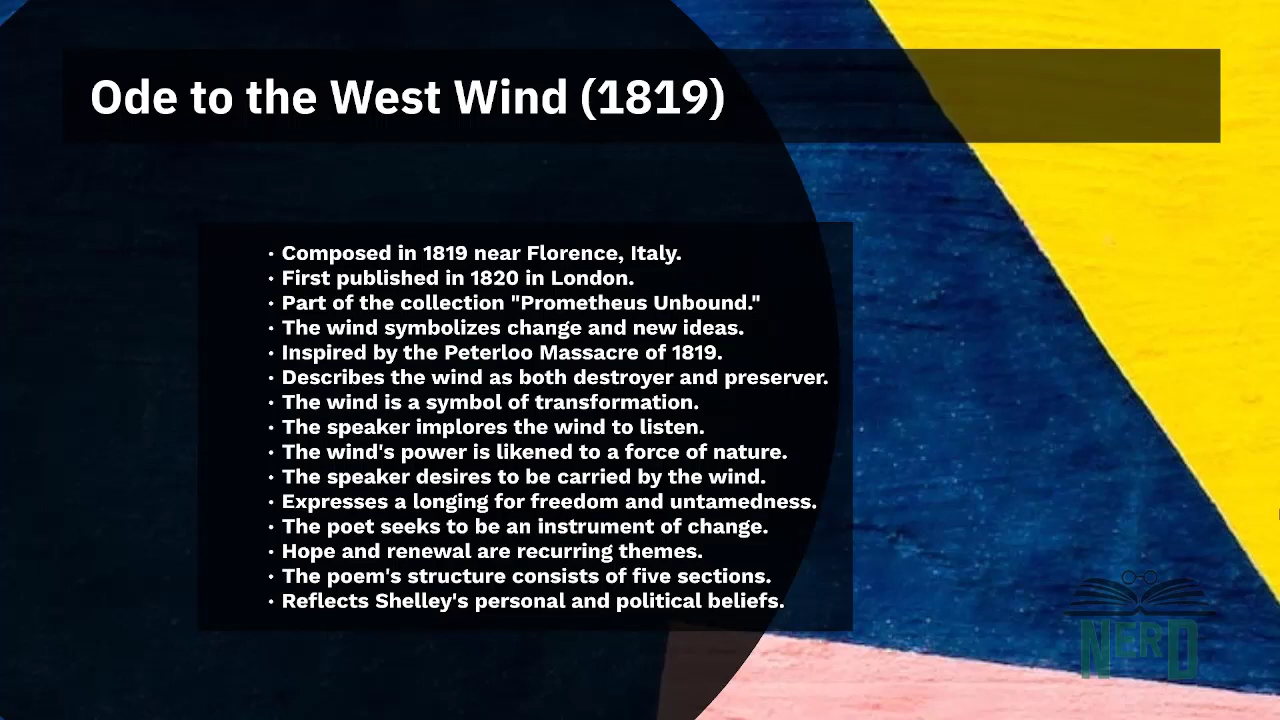 Ode to the West Wind (1819)
· Composed in 1819 near Florence, Italy.
· First published in 1820 in London.
· Part of the collection "Prometheus Unbound."
· The wind symbolizes change and new ideas.
· Inspired by the Peterloo Massacre of 1819.
· Describes the wind as both destroyer and preserver.
· The wind is a symbol of transformation.
· The speaker implores the wind to listen.
· The wind's power is likened to a force of nature.
· The speaker desires to be carried by the wind.
· Expresses a longing for freedom and untamedness.
· The poet seeks to be an instrument of change.
· Hope and renewal are recurring themes.
· The poem's structure consists of five sections.
· Reflects Shelley's personal and political beliefs.
NERD